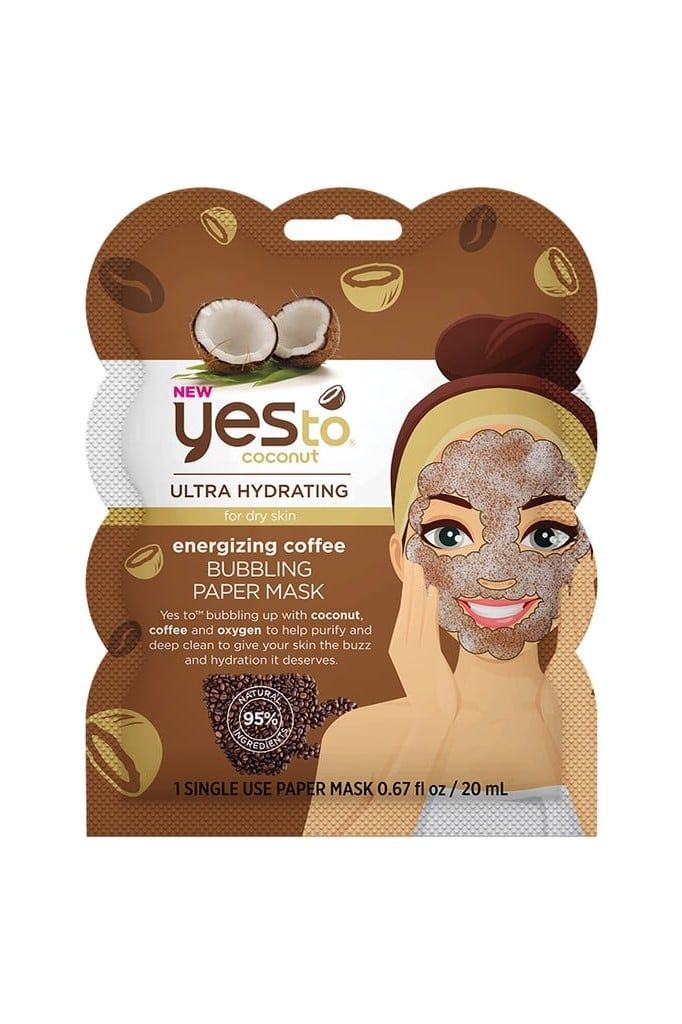 NEW
yes to®
coconut
ULTRA HYDRATING
for dry skin
energizing coffee
BUBBLING
PAPER MASK
Yes to™ bubbling up with coconut,
coffee and oxygen to help purify and
deep clean to give your skin the buzz
and hydration it deserves.
NATURAL
95%
INGREDIENTS
1 SINGLE USE PAPER MASK 0.67 fl oz / 20 mL